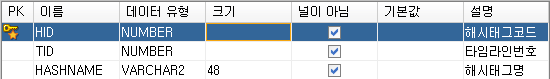 PK 이름 데이터 유형 크기 널이 아님 기본값 설명
HID NUMBER 해시태그코드
TID NUMBER 타임라인번호
HASHNAME VARCHAR2 48 해시태그명